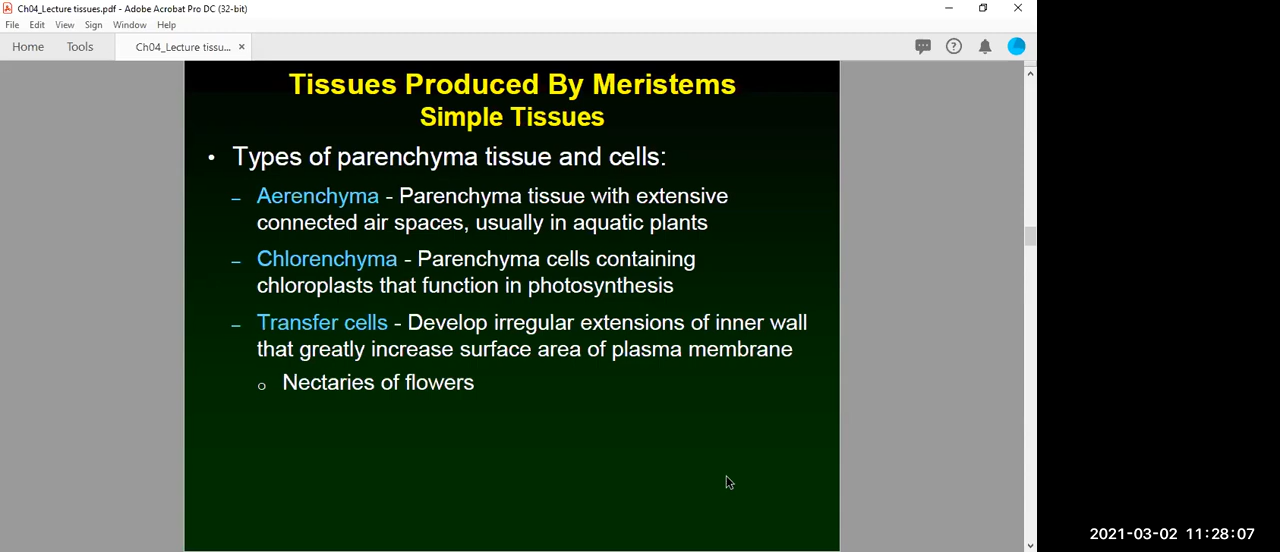 Ch04_Lecture tissues.pdf - Adobe Acrobat Pro DC (32-bit)
File Edit View Sign Window Help
Home Tools Ch04_Lecture tissu... ×
Tissues Produced By Meristems
Simple Tissues
• Types of parenchyma tissue and cells:
– Aerenchyma - Parenchyma tissue with extensive
connected air spaces, usually in aquatic plants
– Chlorenchyma - Parenchyma cells containing
chloroplasts that function in photosynthesis
– Transfer cells - Develop irregular extensions of inner wall
that greatly increase surface area of plasma membrane
o Nectaries of flowers
2021-03-02 11:28:07